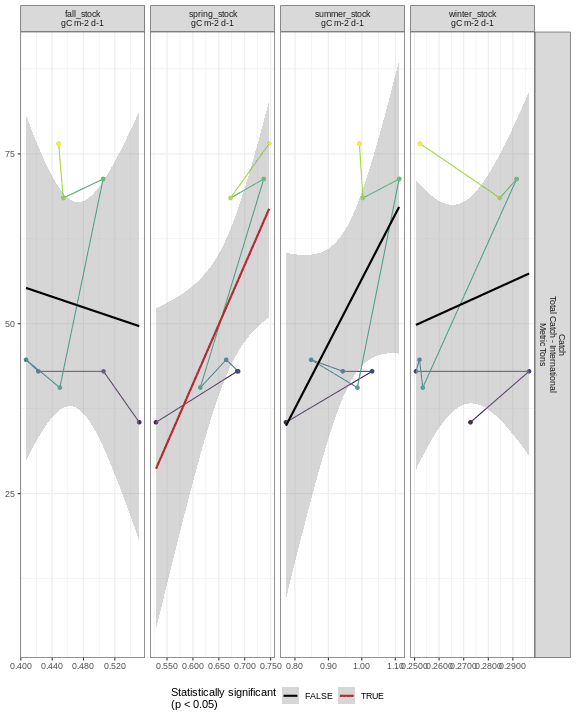 fall_stock
gC m-2 d-1
spring_stock
gC m-2 d-1
summer_stock
gC m-2 d-1
winter_stock
gC m-2 d-1
75
50
25
Catch
Total Catch - International
Metric Tons
0.400 0.440 0.480 0.520
0.550 0.600 0.650 0.700 0.750
0.80 0.90 1.00 1.10
0.2500 0.2600 0.2700 0.2800 0.2900
Statistically significant
(p < 0.05)
FALSE
TRUE